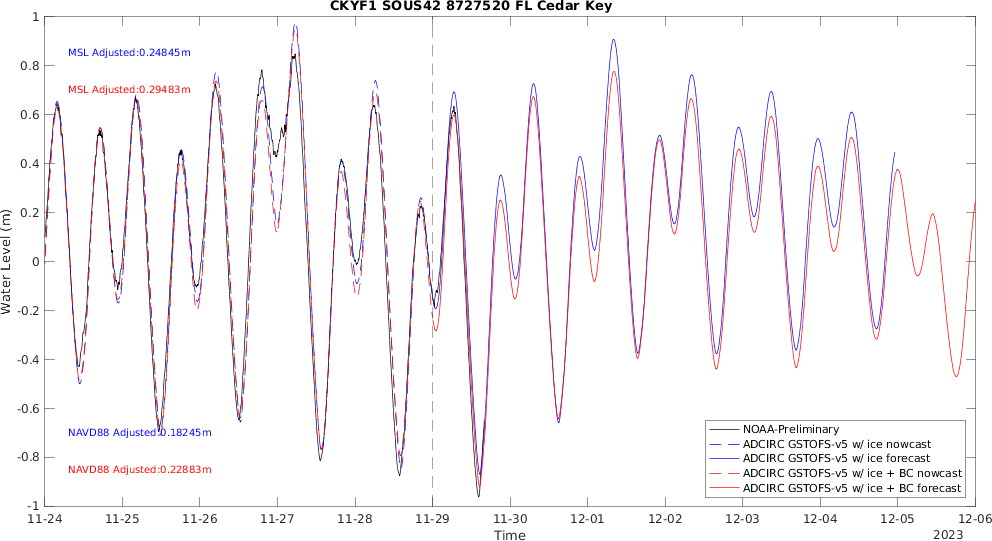 CKYF1 SOUS42 8727520 FL Cedar Key
1
0.8
0.6
0.4
0.2
0
-0.2
-0.4
-0.6
-0.8
-1
Water Level (m)
MSL Adjusted:0.24845m
MSL Adjusted:0.29483m
NAVD88 Adjusted:0.18245m
NAVD88 Adjusted:0.22883m
NOAA-Preliminary
ADCIRC GSTOFS-v5 w/ ice nowcast
ADCIRC GSTOFS-v5 w/ ice forecast
ADCIRC GSTOFS-v5 w/ ice + BC nowcast
ADCIRC GSTOFS-v5 w/ ice + BC forecast
11-24 11-25 11-26 11-27 11-28 11-29 11-30 12-01 12-02 12-03 12-04 12-05 12-06
Time
2023